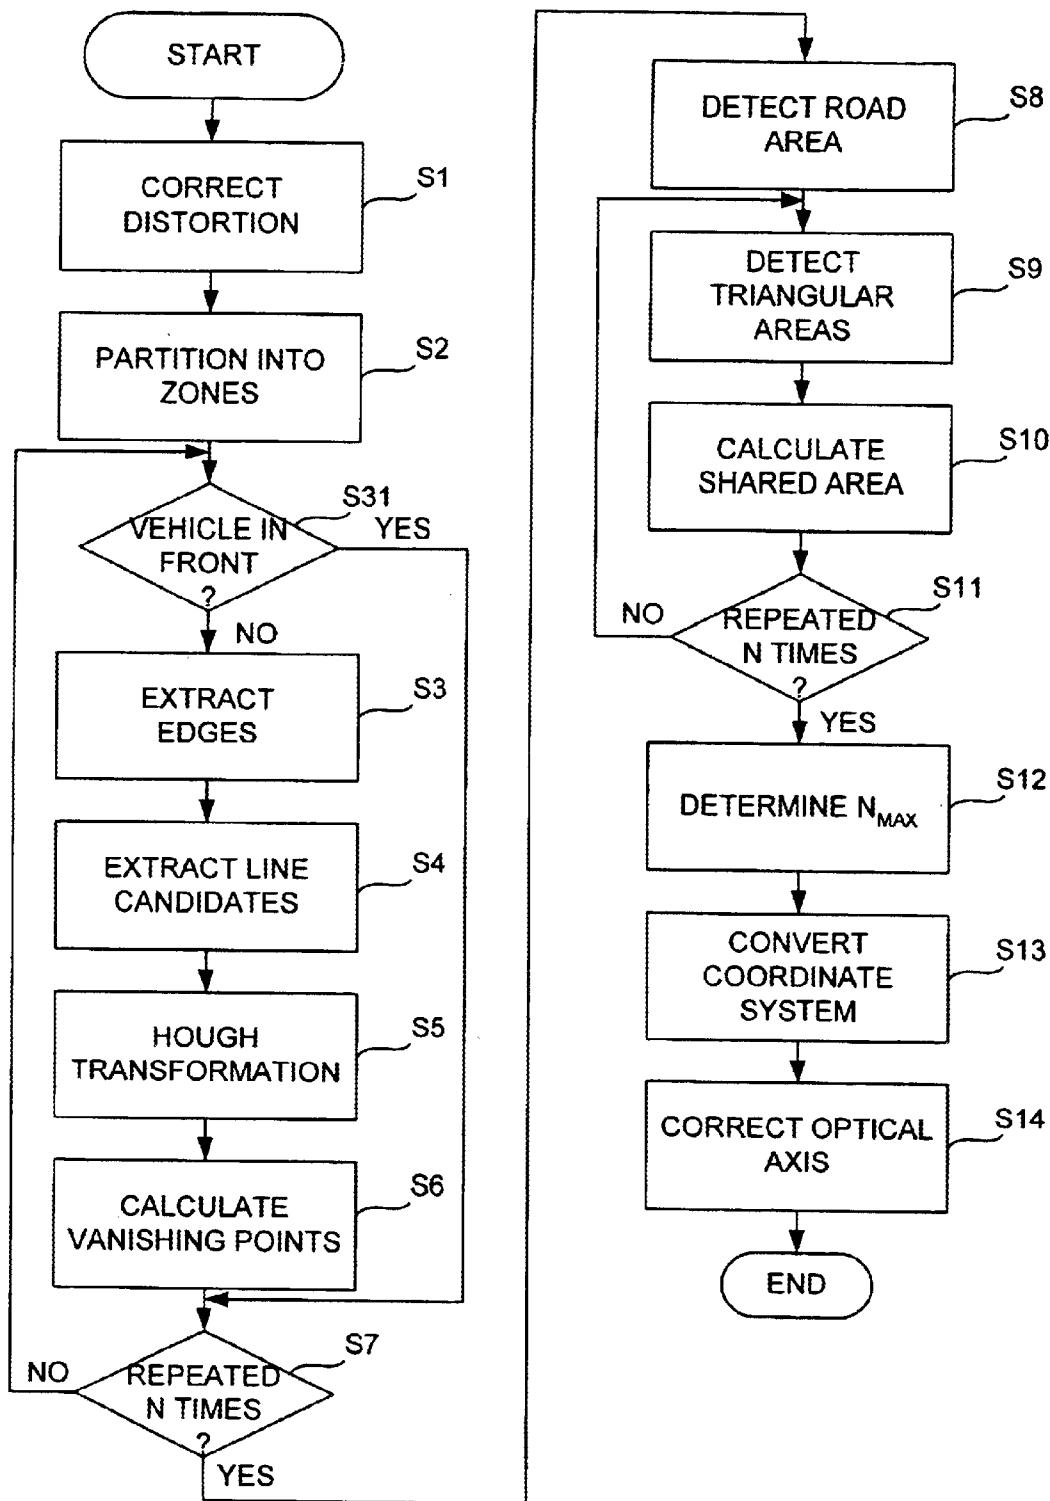 START
CORRECT
DISTORTION
S1
PARTITION INTO
ZONES
S2
VEHICLE IN
FRONT
?
S31
YES
NO
EXTRACT
EDGES
S3
EXTRACT LINE
CANDIDATES
S4
HOUGH
TRANSFORMATION
S5
CALCULATE
VANISHING POINTS
S6
REPEATED
N TIMES
?
S7
NO
YES
DETECT ROAD
AREA
S8
DETECT
TRIANGULAR
AREAS
S9
CALCULATE
SHARED AREA
S10
REPEATED
N TIMES
?
S11
NO
YES
DETERMINE NMAX
S12
CONVERT
COORDINATE
SYSTEM
S13
CORRECT OPTICAL
AXIS
S14
END